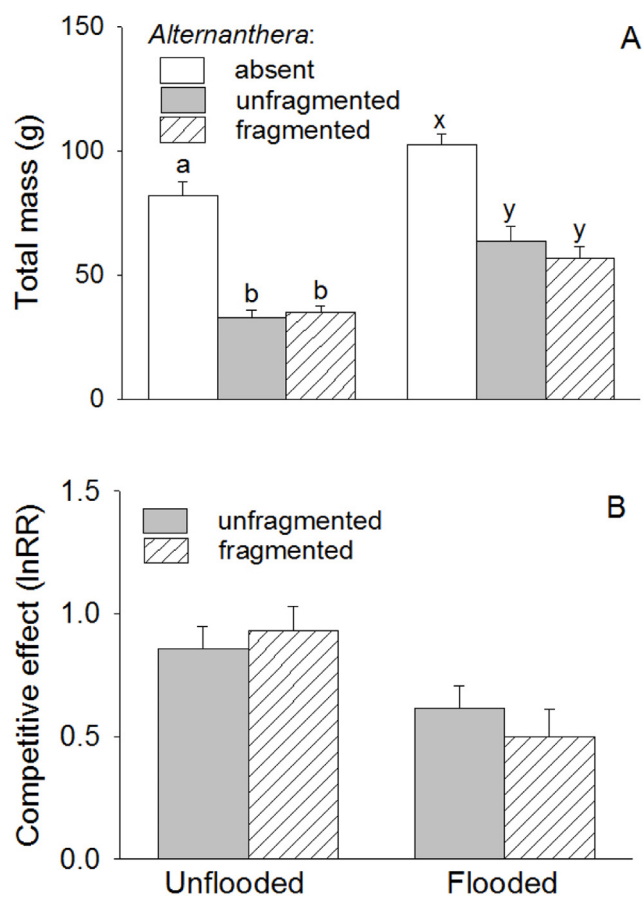 150
A
Alternanthera:
absent
unfragmented
fragmented
100
50
0
Total mass (g)
a
b
b
x
y
y
1.5
B
unfragmented
fragmented
1.0
0.5
0.0
Competitive effect (lnRR)
Unflooded
Flooded